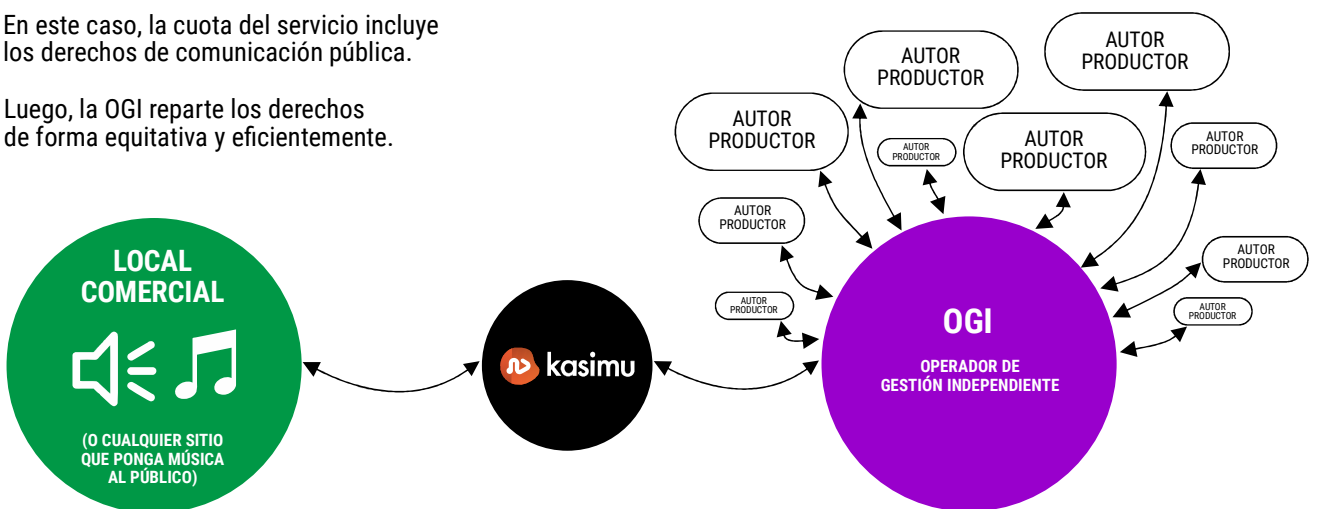 En este caso, la cuota del servicio incluye
los derechos de comunicación pública.
Luego, la OGI reparte los derechos
de forma equitativa y eficientemente.
AUTOR
PRODUCTOR
AUTOR
PRODUCTOR
AUTOR
PRODUCTOR
AUTOR
PRODUCTOR
AUTOR
PRODUCTOR
AUTOR
PRODUCTOR
AUTOR
PRODUCTOR
AUTOR
PRODUCTOR
AUTOR
PRODUCTOR
AUTOR
PRODUCTOR
LOCAL
COMERCIAL
(O CUALQUIER SITIO
QUE PONGA MÚSICA
AL PÚBLICO)
kasimu
OGI
OPERADOR DE
GESTIÓN INDEPENDIENTE